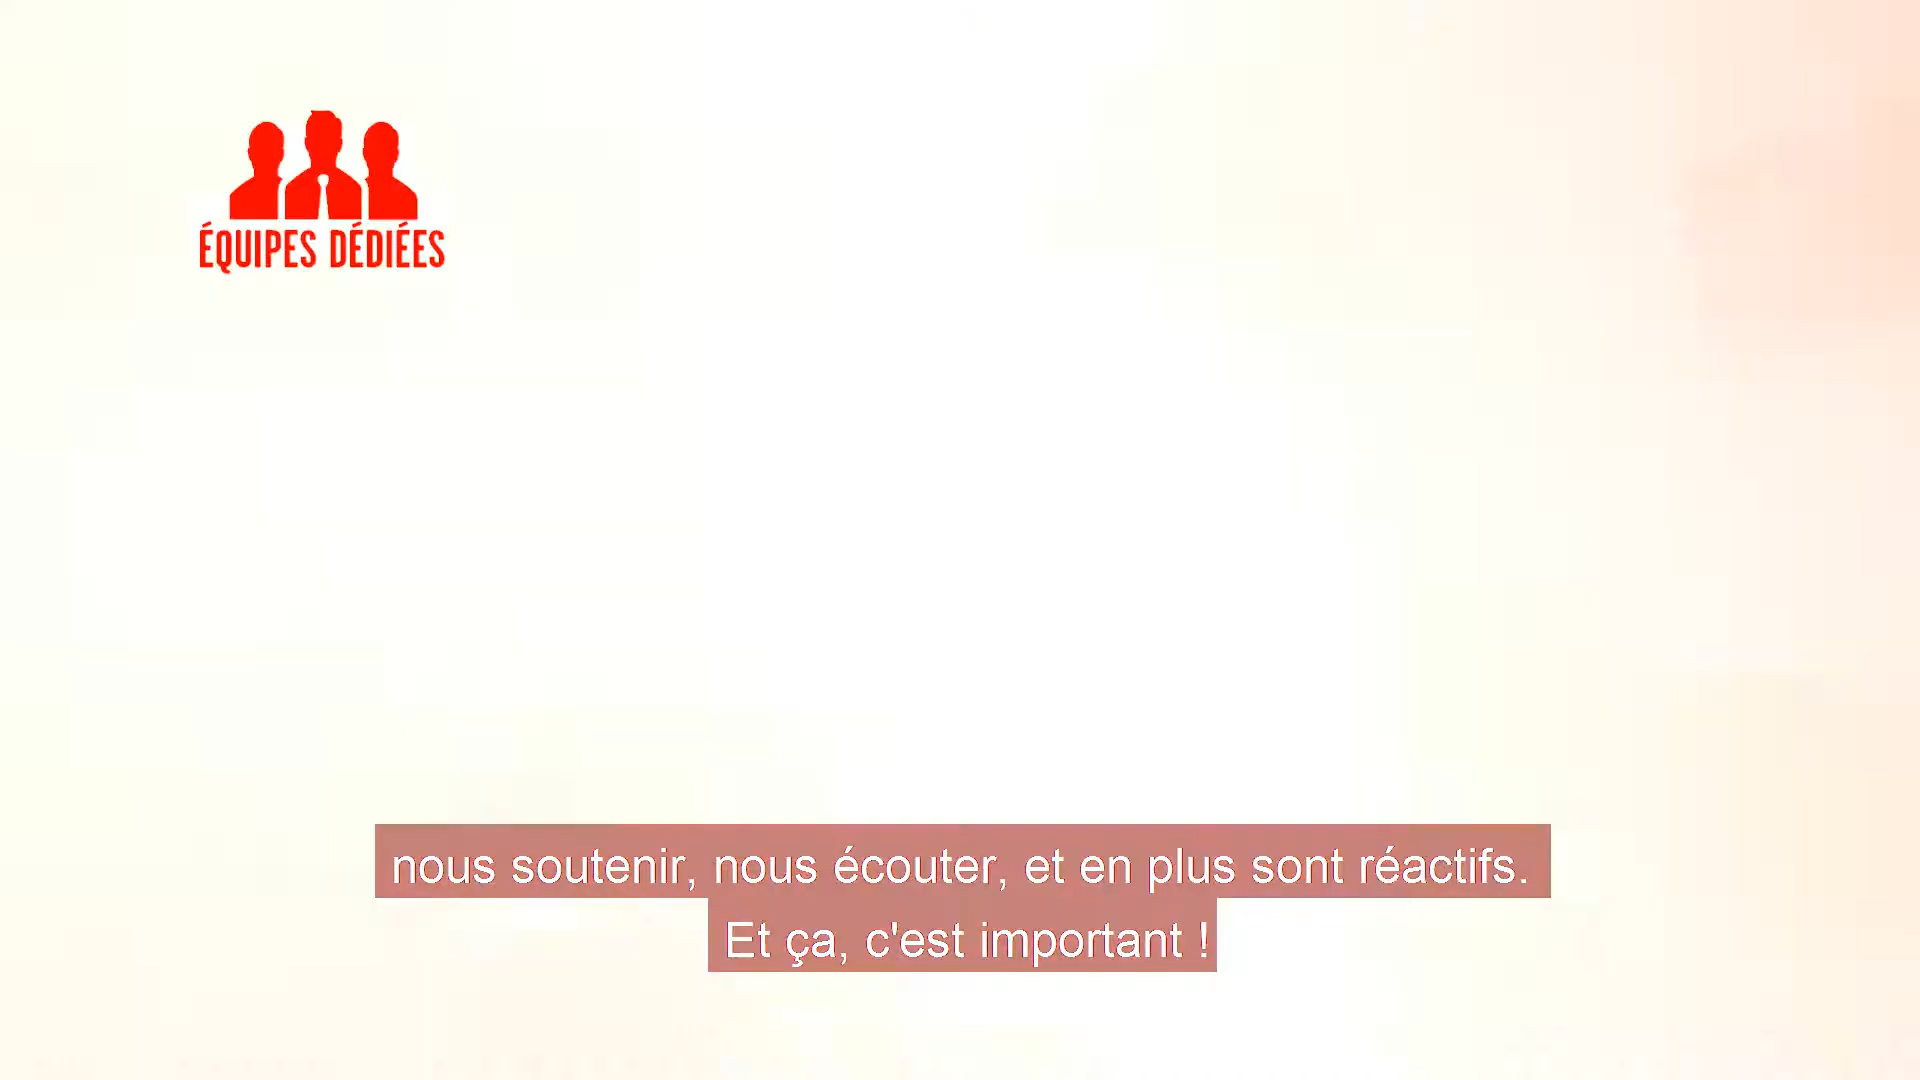 ÉQUIPES DÉDIÉES
nous soutenir, nous écouter, et en plus sont réactifs.
Et ça, c'est important !